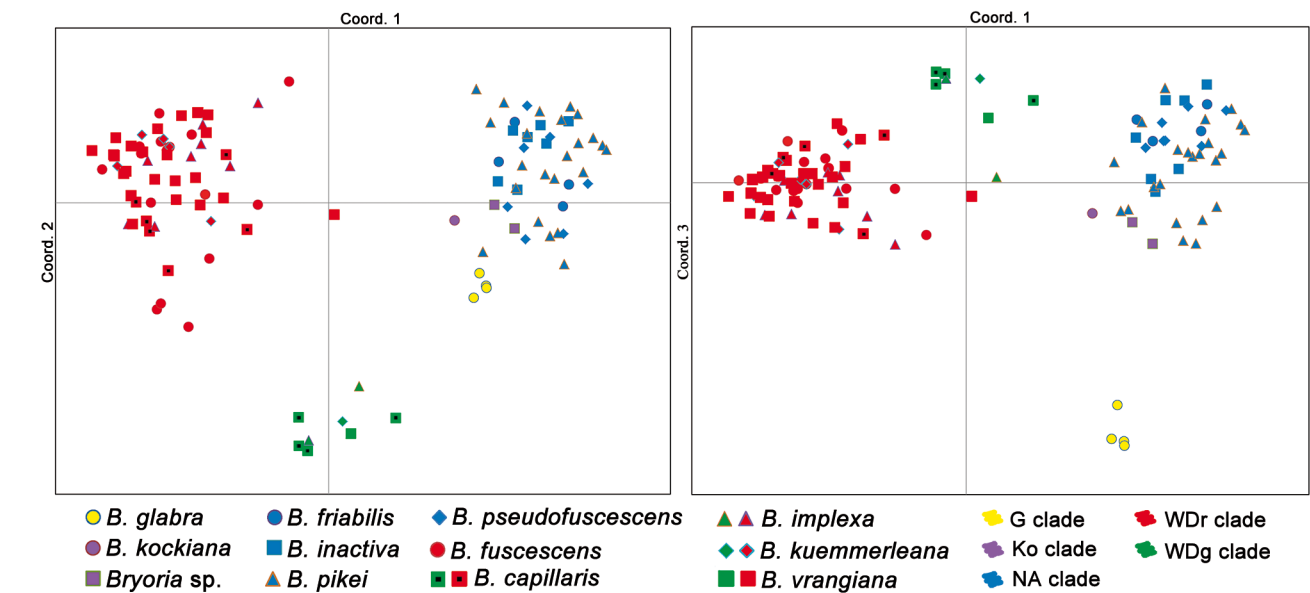 Coord. 1
Coord. 1
Coord. 2
Coord. 3
B. glabra
B. friabilis
B. pseudofuscescens
B. implexa
G clade
WDr clade
B. kockiana
B. inactiva
B. fuscescens
B. kuemmerleana
Ko clade
WDg clade
Bryoria sp.
B. pikei
B. capillaris
B. vrangiana
NA clade